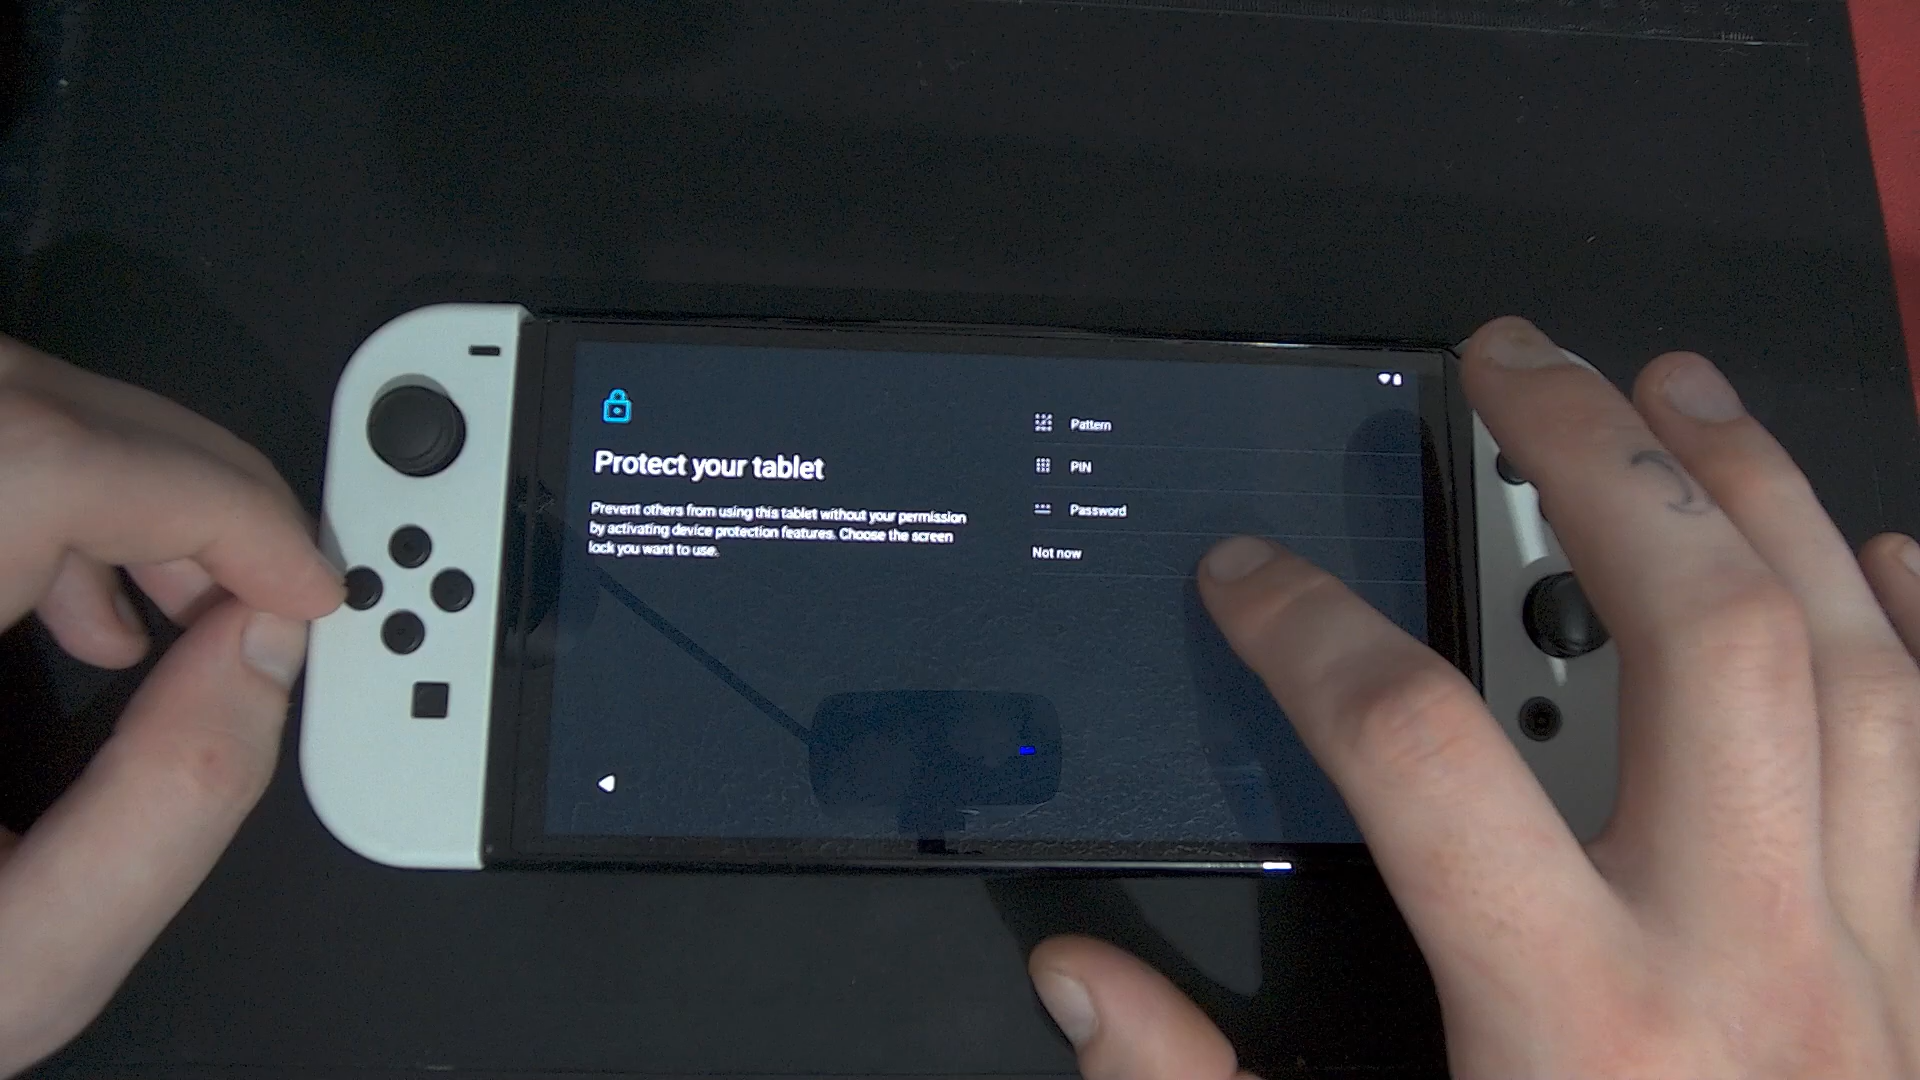 Protect your tablet
Prevent others from using this tablet without your permission
by activating device protection features. Choose the screen
lock you want to use.
Pattern
PIN
Password
Not now